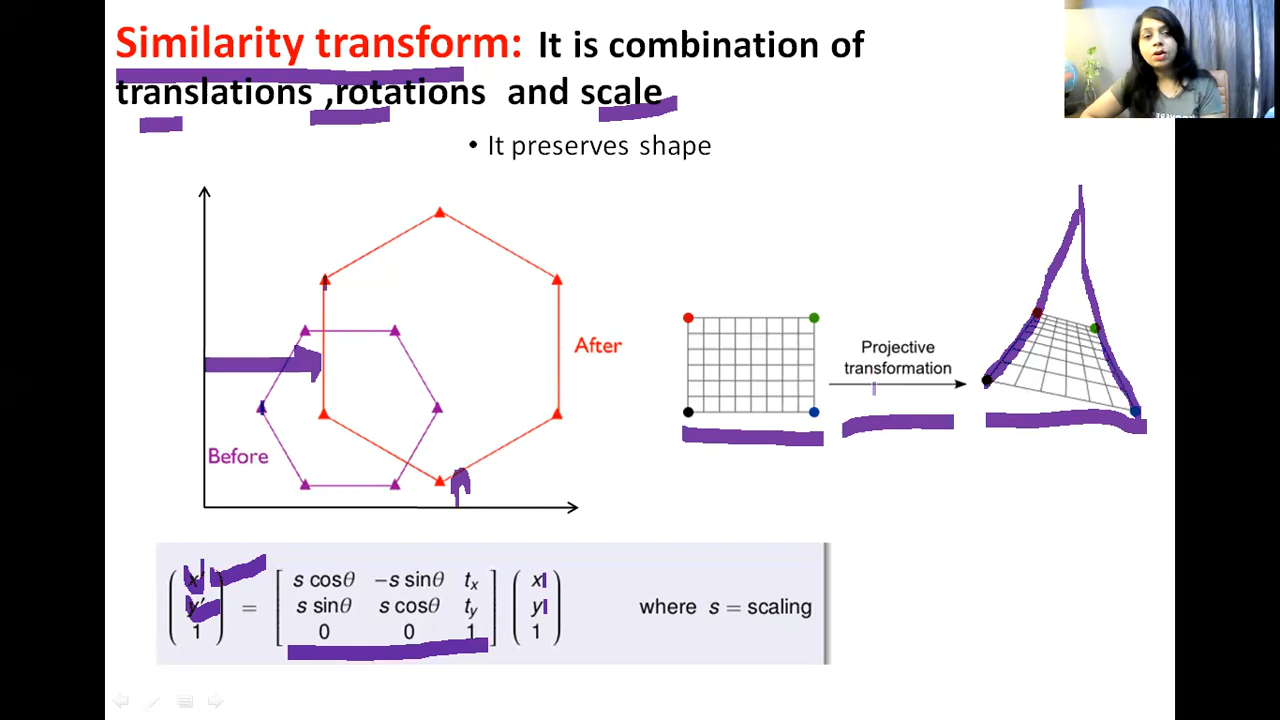 Similarity transform: It is combination of
translations ,rotations and scale
• It preserves shape
After
Before
Projective
transformation
x′ = s cosθ −s sinθ tx x
y′ s sinθ s cosθ ty y where s = scaling
1 0 0 1 1